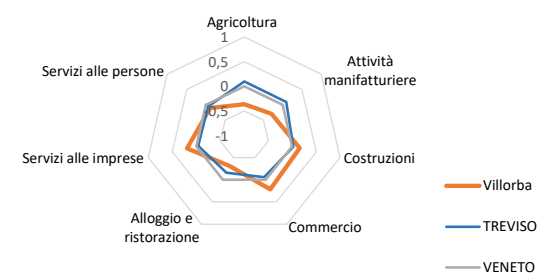 Agricoltura
1
0,5
0
-0,5
-1
Attività
manifatturiere
Costruzioni
Commercio
Alloggio e
ristorazione
Servizi alle imprese
Servizi alle persone
Villorba
TREVISO
VENETO